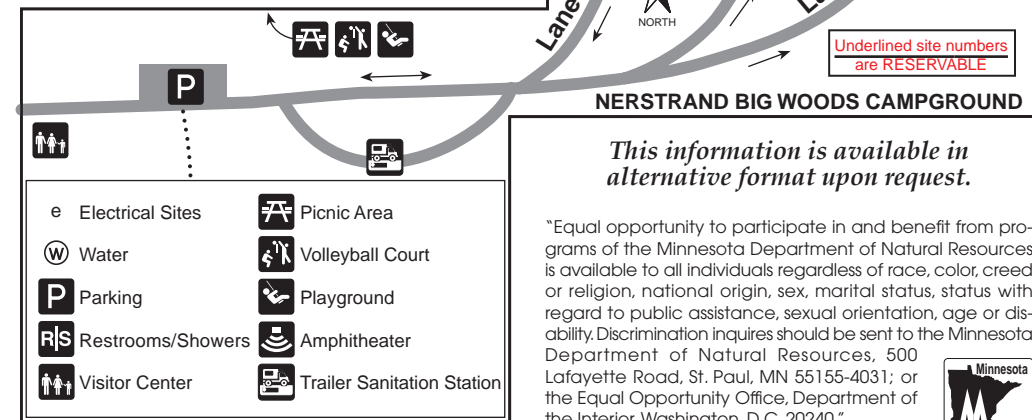 Lane
NORTH
Underlined site numbers
are RESERVABLE
NERSTRAND BIG WOODS CAMPGROUND
P
e Electrical Sites
W Water
P Parking
R|S Restrooms/Showers
Visitor Center
Picnic Area
Volleyball Court
Playground
Amphitheater
Trailer Sanitation Station
This information is available in
alternative format upon request.
"Equal opportunity to participate in and benefit from pro-
grams of the Minnesota Department of Natural Resources
is available to all individuals regardless of race, color, creed
or religion, national origin, sex, marital status, status with
regard to public assistance, sexual orientation, age or dis-
ability. Discrimination inquires should be sent to the Minnesota
Department of Natural Resources, 500
Lafayette Road, St. Paul, MN 55155-4031; or
the Equal Opportunity Office, Department of
the Interior, Washington, D.C. 20240."
Minnesota